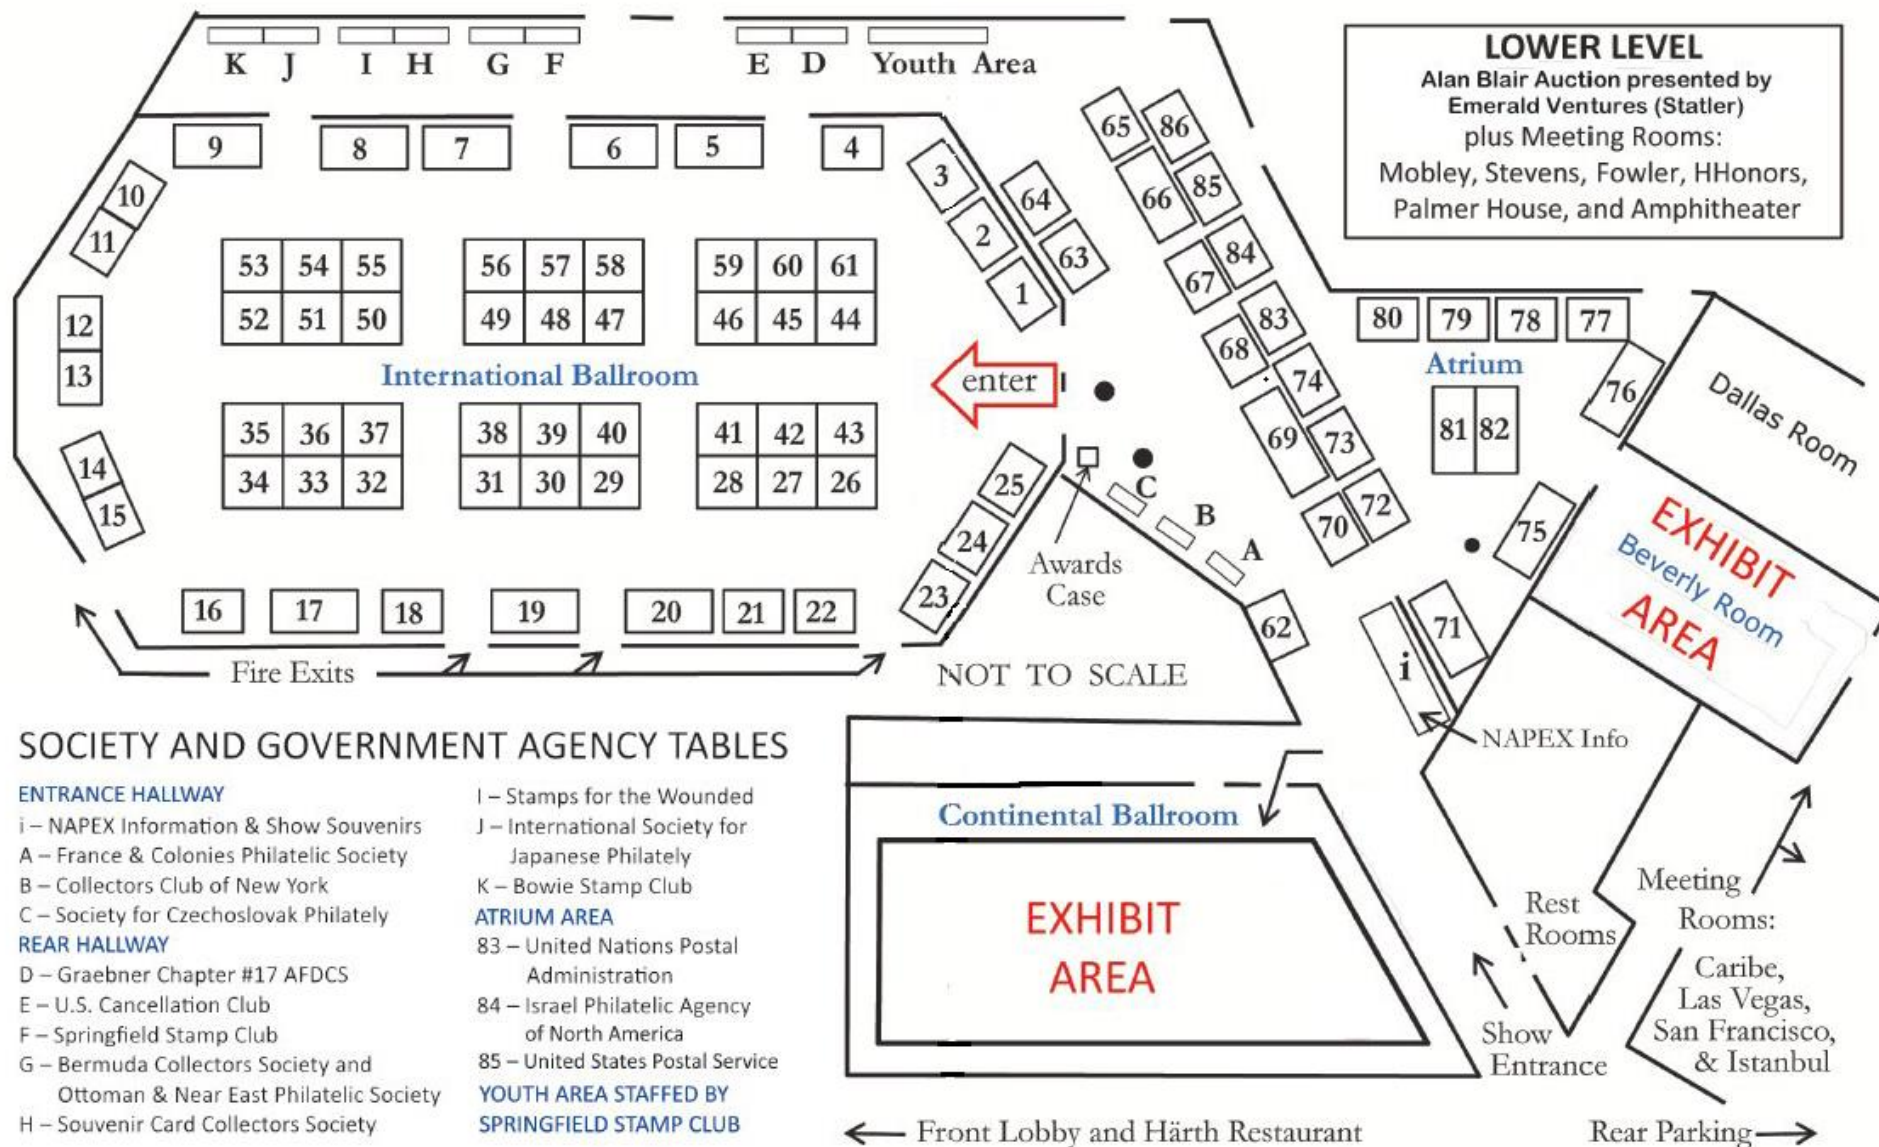 K J I H G F E D Youth Area
LOWER LEVEL
Alan Blair Auction presented by
Emerald Ventures (Statler)
plus Meeting Rooms:
Mobley, Stevens, Fowler, HHonors,
Palmer House, and Amphitheater
9 8 7 6 5 4
3 2 1
64 63
65 86
66 85
67 84
68 83
74
69 73
70 72
10
11
12
13
14
15
53 54 55 56 57 58 59 60 61
52 51 50 49 48 47 46 45 44
International Ballroom
enter
35 36 37 38 39 40 41 42 43
34 33 32 31 30 29 28 27 26
25
24
23
16 17 18 19 20 21 22
80 79 78 77
Atrium
76
81 82
75
71
62
Dallas Room
EXHIBIT
Beverly Room
AREA
C
B
A
Awards
Case
Fire Exits
NOT TO SCALE
i
NAPEX Info
SOCIETY AND GOVERNMENT AGENCY TABLES
ENTRANCE HALLWAY
i – NAPEX Information & Show Souvenirs
A – France & Colonies Philatelic Society
B – Collectors Club of New York
C – Society for Czechoslovak Philately
REAR HALLWAY
D – Graebner Chapter #17 AFDCS
E – U.S. Cancellation Club
F – Springfield Stamp Club
G – Bermuda Collectors Society and
Ottoman & Near East Philatelic Society
H – Souvenir Card Collectors Society
I – Stamps for the Wounded
J – International Society for
Japanese Philately
K – Bowie Stamp Club
ATRIUM AREA
83 – United Nations Postal
Administration
84 – Israel Philatelic Agency
of North America
85 – United States Postal Service
YOUTH AREA STAFFED BY
SPRINGFIELD STAMP CLUB
Continental Ballroom
EXHIBIT
AREA
Rest
Rooms
Meeting
Rooms:
Caribe,
Las Vegas,
San Francisco,
& Istanbul
Show
Entrance
Front Lobby and Härth Restaurant
Rear Parking